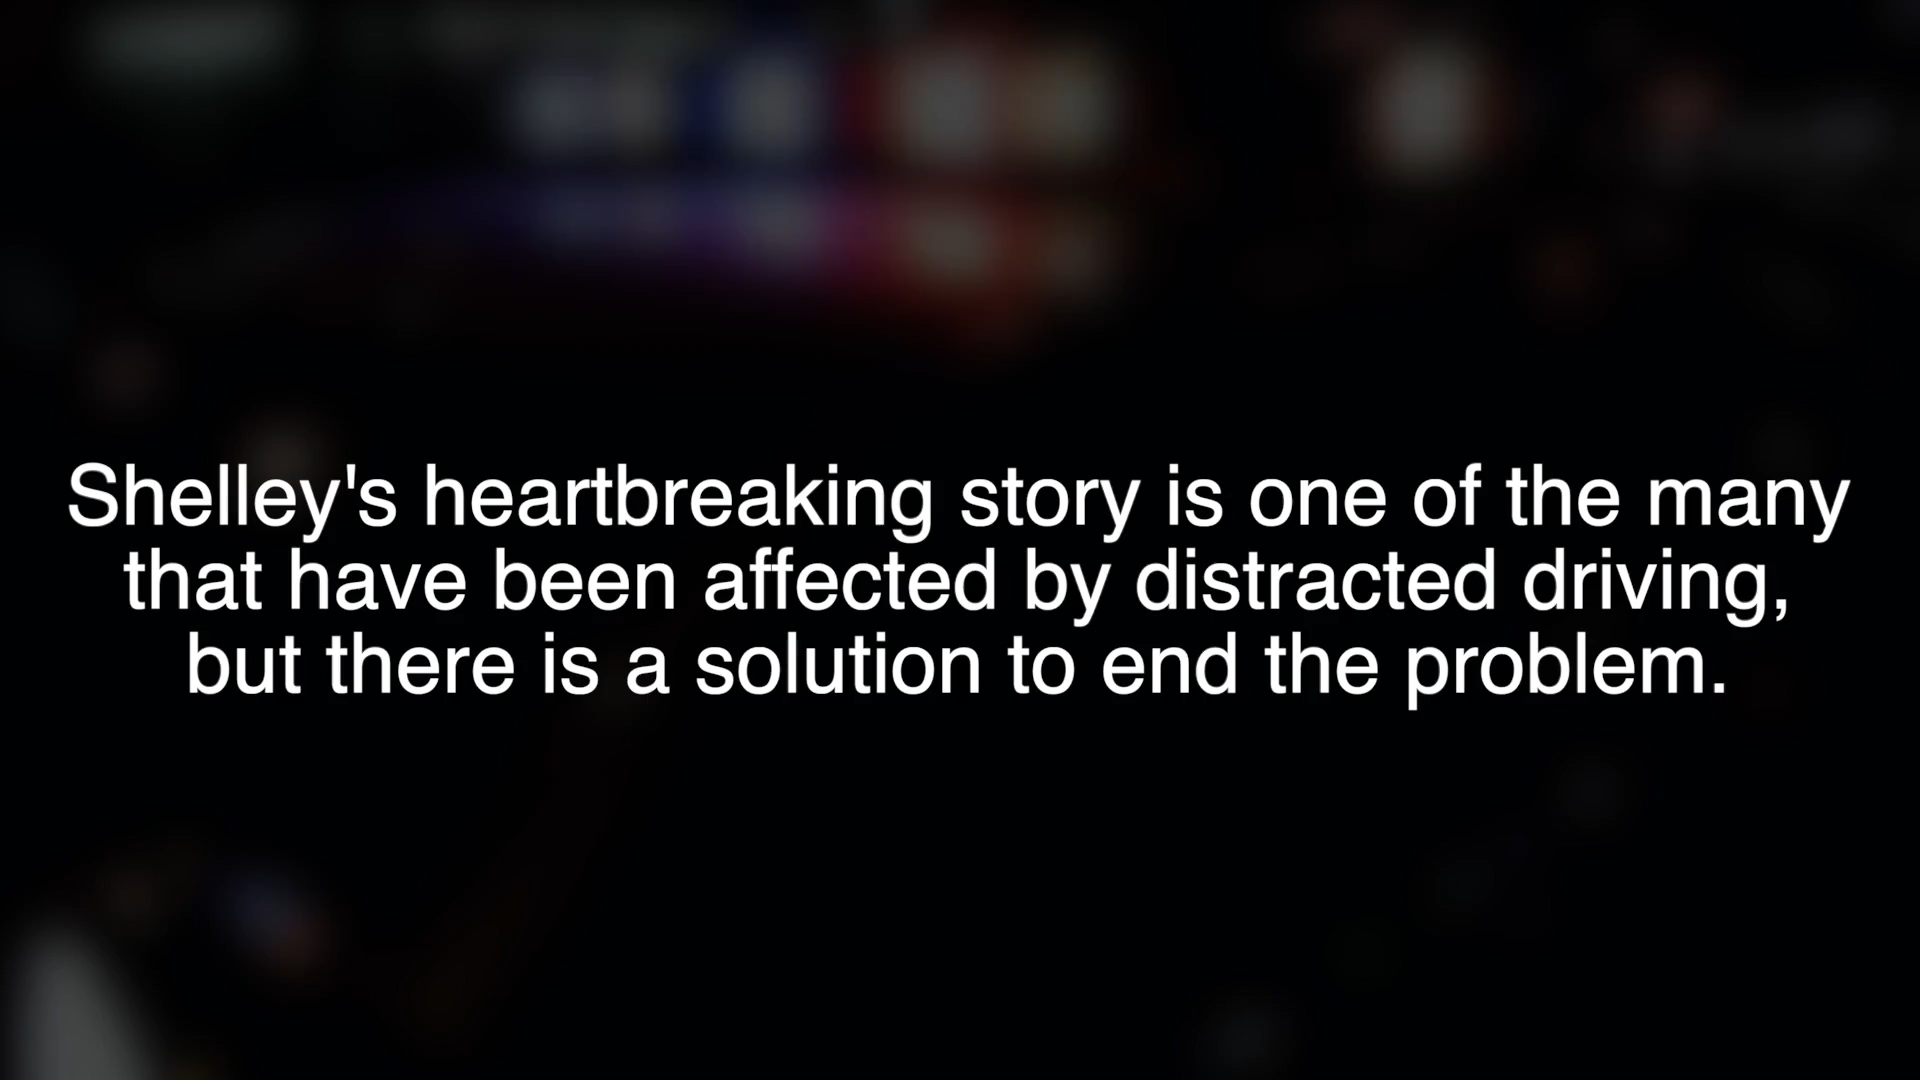 Shelley's heartbreaking story is one of the many
that have been affected by distracted driving,
but there is a solution to end the problem.